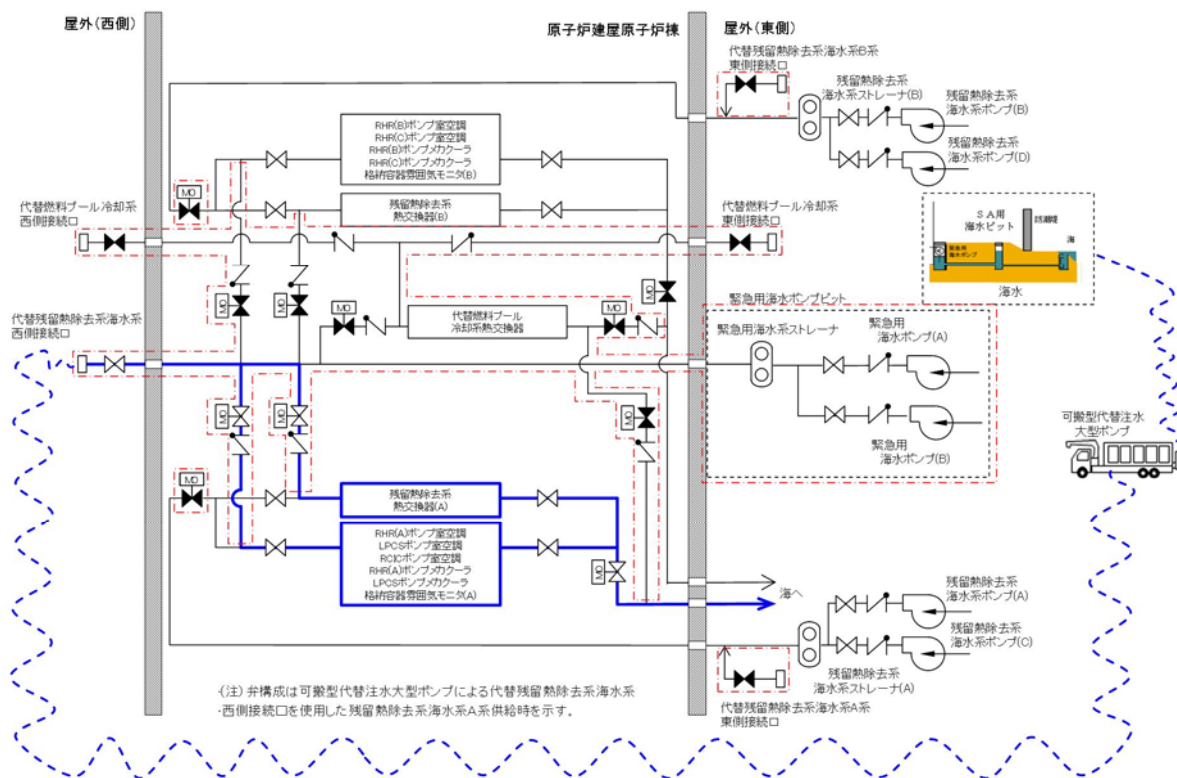 屋外(西側)
原子炉建屋原子炉棟
屋外(東側)
代替残留熱除去系海水系B系
東側接続口
残留熱除去系
海水系ストレーナ(B)
残留熱除去系
海水系ポンプ(B)
残留熱除去系
海水系ポンプ(D)
RHR(B)ポンプ室空調
RHR(C)ポンプ室空調
RHR(B)ポンプメカクーラ
RHR(C)ポンプメカクーラ
格納容器雰囲気モニタ(B)
MO
残留熱除去系
熱交換器(B)
代替燃料プール冷却系
西側接続口
代替燃料プール冷却系
東側接続口
SA用
海水ピット
防潮堤
海
緊急用
海水ポンプ
海水
MO
MO
MO
代替残留熱除去系海水系
西側接続口
MO
代替燃料プール
冷却系熱交換器
MO
緊急用海水ポンプピット
緊急用海水系ストレーナ
緊急用
海水ポンプ(A)
緊急用
海水ポンプ(B)
可搬型代替注水
大型ポンプ
MO
MO
MO
MO
残留熱除去系
熱交換器(A)
RHR(A)ポンプ室空調
LPCSポンプ室空調
RCICポンプ室空調
RHR(A)ポンプメカクーラ
LPCSポンプメカクーラ
格納容器雰囲気モニタ(A)
MO
海へ
残留熱除去系
海水系ポンプ(A)
残留熱除去系
海水系ポンプ(C)
残留熱除去系
海水系ストレーナ(A)
代替残留熱除去系海水系A系
東側接続口
(注) 弁構成は可搬型代替注水大型ポンプによる代替残留熱除去系海水系
・西側接続口を使用した残留熱除去系海水系A系供給時を示す。